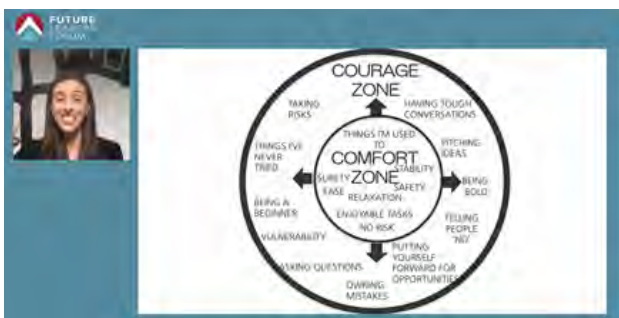 FUTURE
LEADERS
FORUM
COURAGE
ZONE
TAKING
RISKS
HAVING TOUGH
CONVERSATIONS
THINGS I'VE
NEVER
TRIED
THINGS I'M USED
TO
PITCHING
IDEAS
COMFORT
ZONE
STABILITY
SURETY
EASE
SAFETY
BEING
BOLD
RELAXATION
BEING A
BEGINNER
ENJOYABLE TASKS
NO RISK
TELLING
PEOPLE
'NO'
VULNERABILITY
PUTTING
YOURSELF
FORWARD FOR
OPPORTUNITIES
ASKING QUESTIONS
OWNING
MISTAKES